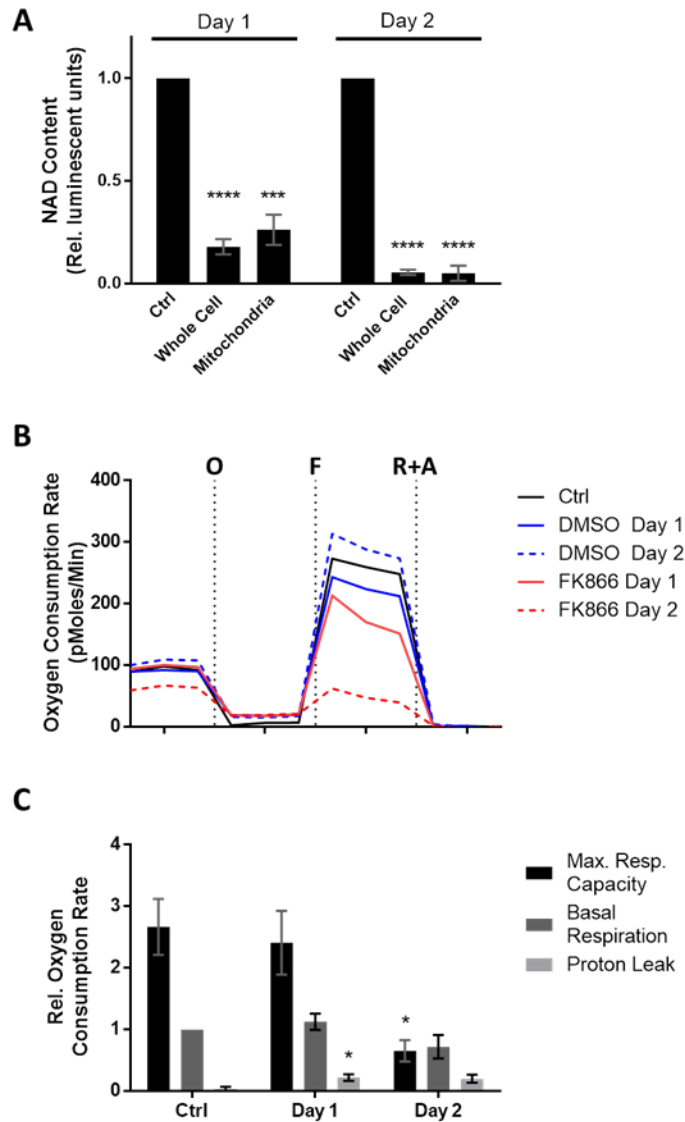 A
Day 1
Day 2
NAD Content
(Rel. luminescent units)
1.0
0.5
0.0
****
***
****
****
Ctrl
Whole Cell
Mitochondria
Ctrl
Whole Cell
Mitochondria
B
O
F
R+A
Oxygen Consumption Rate
(pMoles/Min)
400
300
200
100
0
Ctrl
DMSO Day 1
DMSO Day 2
FK866 Day 1
FK866 Day 2
C
Rel. Oxygen
Consumption Rate
4
3
2
1
0
*
*
Ctrl
Day 1
Day 2
Max. Resp.
Capacity
Basal
Respiration
Proton Leak